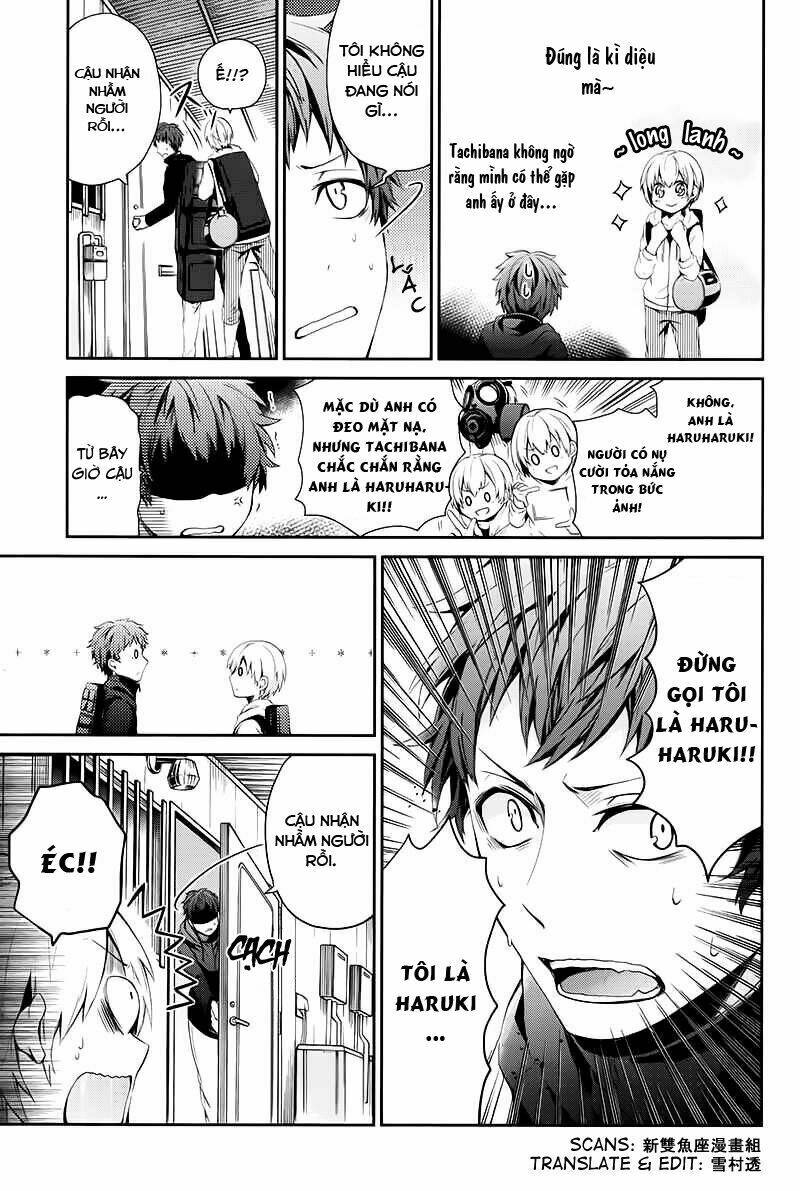 Đúng là kì diệu
mà~
~ long lanh ~
Tachibana không ngờ
rằng mình có thể gặp
anh ấy ở đây...
TÔI KHÔNG
HIỂU CẬU
ĐANG NÓI
GÌ...
LẮC
Ế!!?
CẬU NHẬN
NHẦM
NGƯỜI
RỒI...
KHÔNG,
ANH LÀ
HARUHARUKI!
NGƯỜI CÓ NỤ
CƯỜI TỎA NẮNG
TRONG BỨC
ẢNH!
MẶC DÙ ANH CÓ
ĐEO MẶT NẠ,
NHƯNG TACHIBANA
CHẮC CHẮN RẰNG
ANH LÀ HARUHARU-
KI!!
TỪ BÂY
GIỜ CẬU
...
ĐỪNG
GỌI TÔI
LÀ HARU-
HARUKI!!
TÔI LÀ
HARUKI
...
CẬU NHẬN
NHẦM NGƯỜI
RỒI.
CẠCH
ÉC!!
SCANS: 新雙魚座漫畫組
TRANSLATE & EDIT: 雪村透